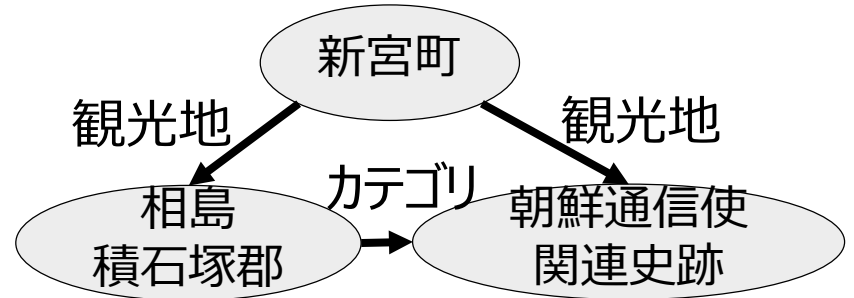 新宮町
観光地
観光地
カテゴリ
相島
積石塚郡
朝鮮通信使
関連史跡